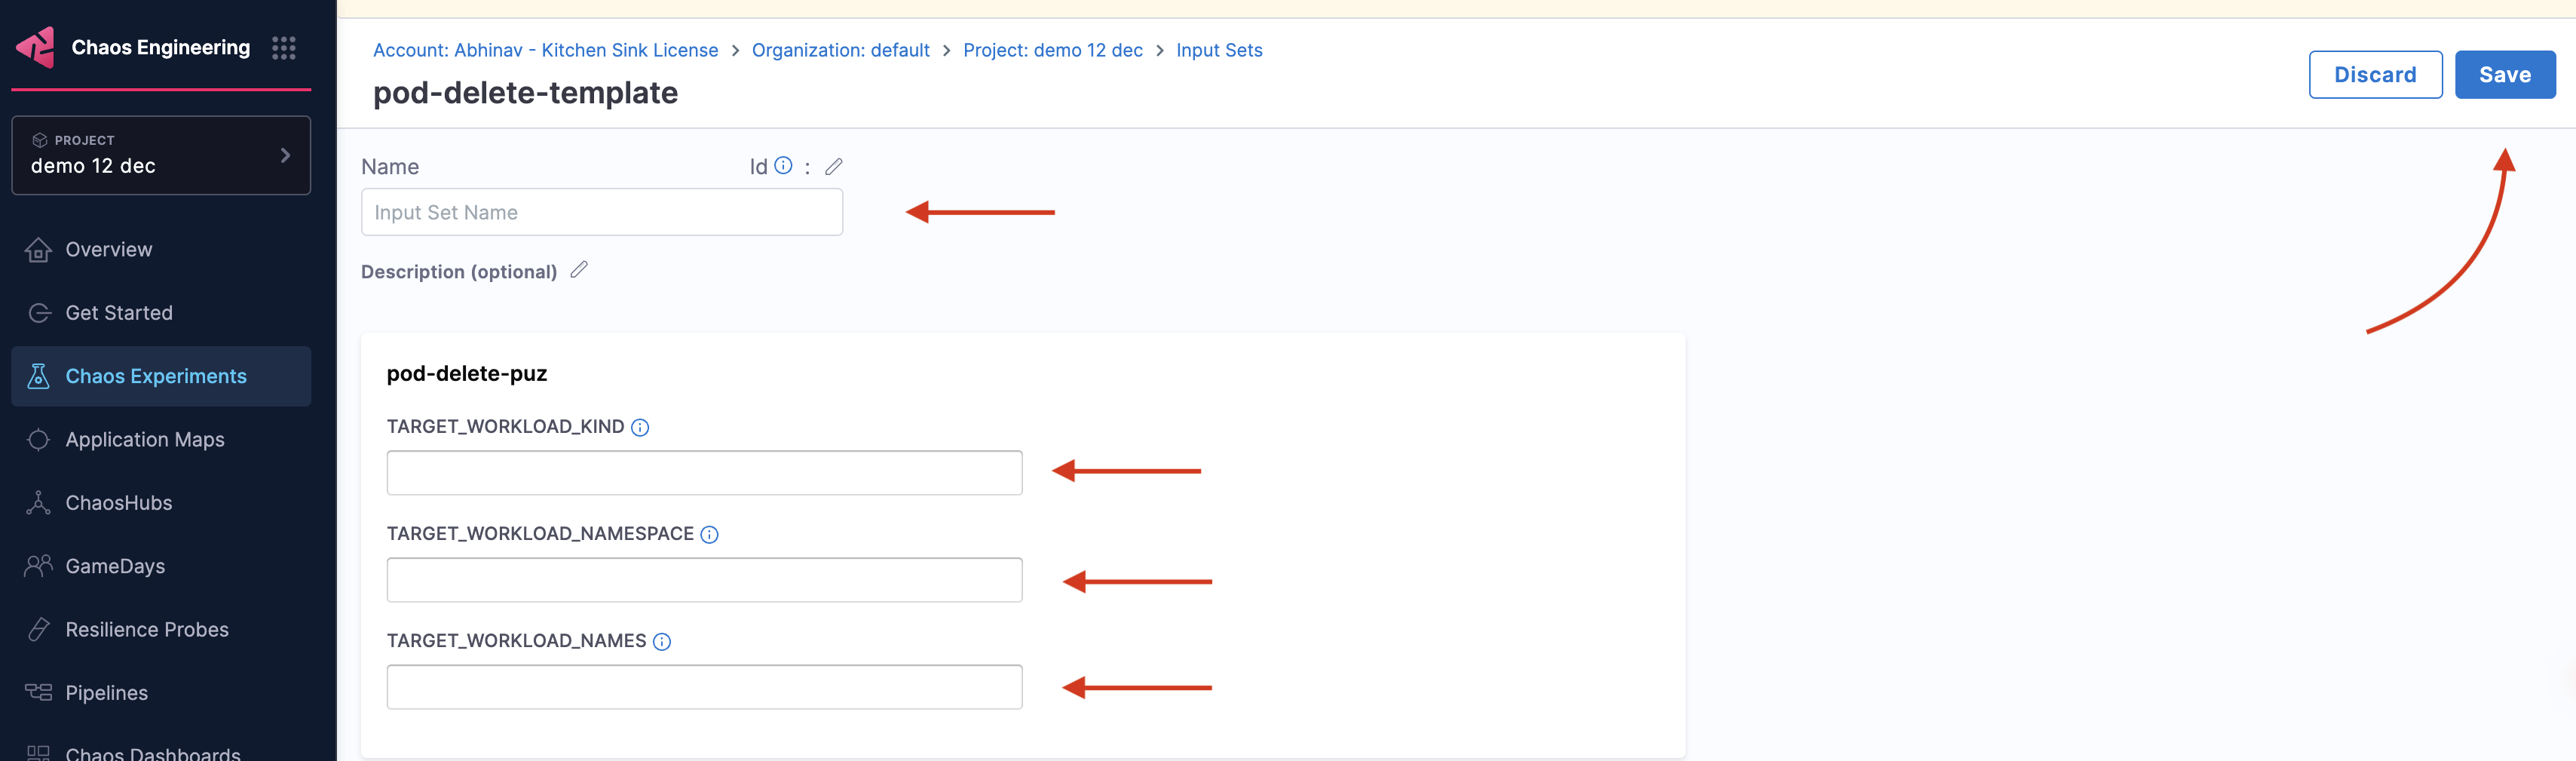 Chaos Engineering
PROJECT
demo 12 dec
Overview
Get Started
Chaos Experiments
Application Maps
ChaosHubs
GameDays
Resilience Probes
Pipelines
Chaos Dashboards
Account: Abhinav - Kitchen Sink License > Organization: default > Project: demo 12 dec > Input Sets
pod-delete-template
Discard Save
Name Id :
Input Set Name
Description (optional)
pod-delete-puz
TARGET_WORKLOAD_KIND
TARGET_WORKLOAD_NAMESPACE
TARGET_WORKLOAD_NAMES